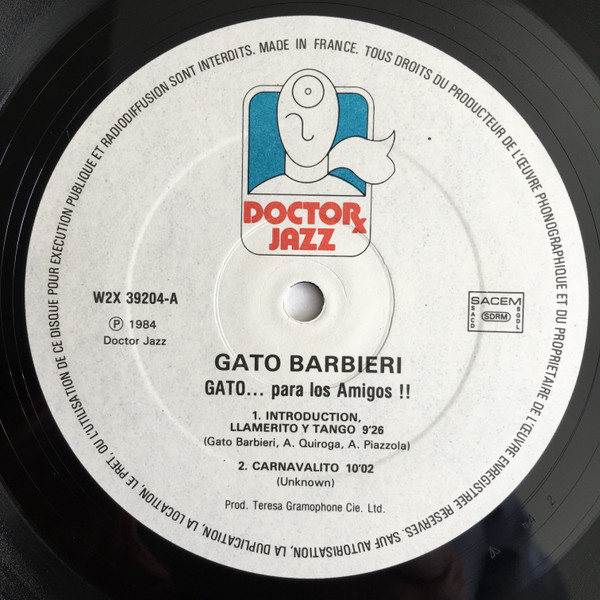 DOCTOR
JAZZ
W2X 39204-A
℗ 1984
Doctor Jazz
SACEM
SACD
SDRM
SGDL
GATO BARBIERI
GATO... para los Amigos !!
1. INTRODUCTION,
LLAMERITO Y TANGO 9'26
(Gato Barbieri, A. Quiroga, A. Piazzola)
2. CARNAVALITO 10'02
(Unknown)
Prod. Teresa Gramophone Cie. Ltd.
MADE IN FRANCE. TOUS DROITS DU PRODUCTEUR DE L'ŒUVRE PHONOGRAPHIQUE ET DU PROPRIETAIRE DE L'ŒUVRE ENREGISTREE RESERVES. SAUF AUTORISATION, LA DUPLICATION, LA LOCATION, LE PRET, OU L'UTILISATION DE CE DISQUE POUR EXECUTION PUBLIQUE ET RADIODIFFUSION SONT INTERDITS.